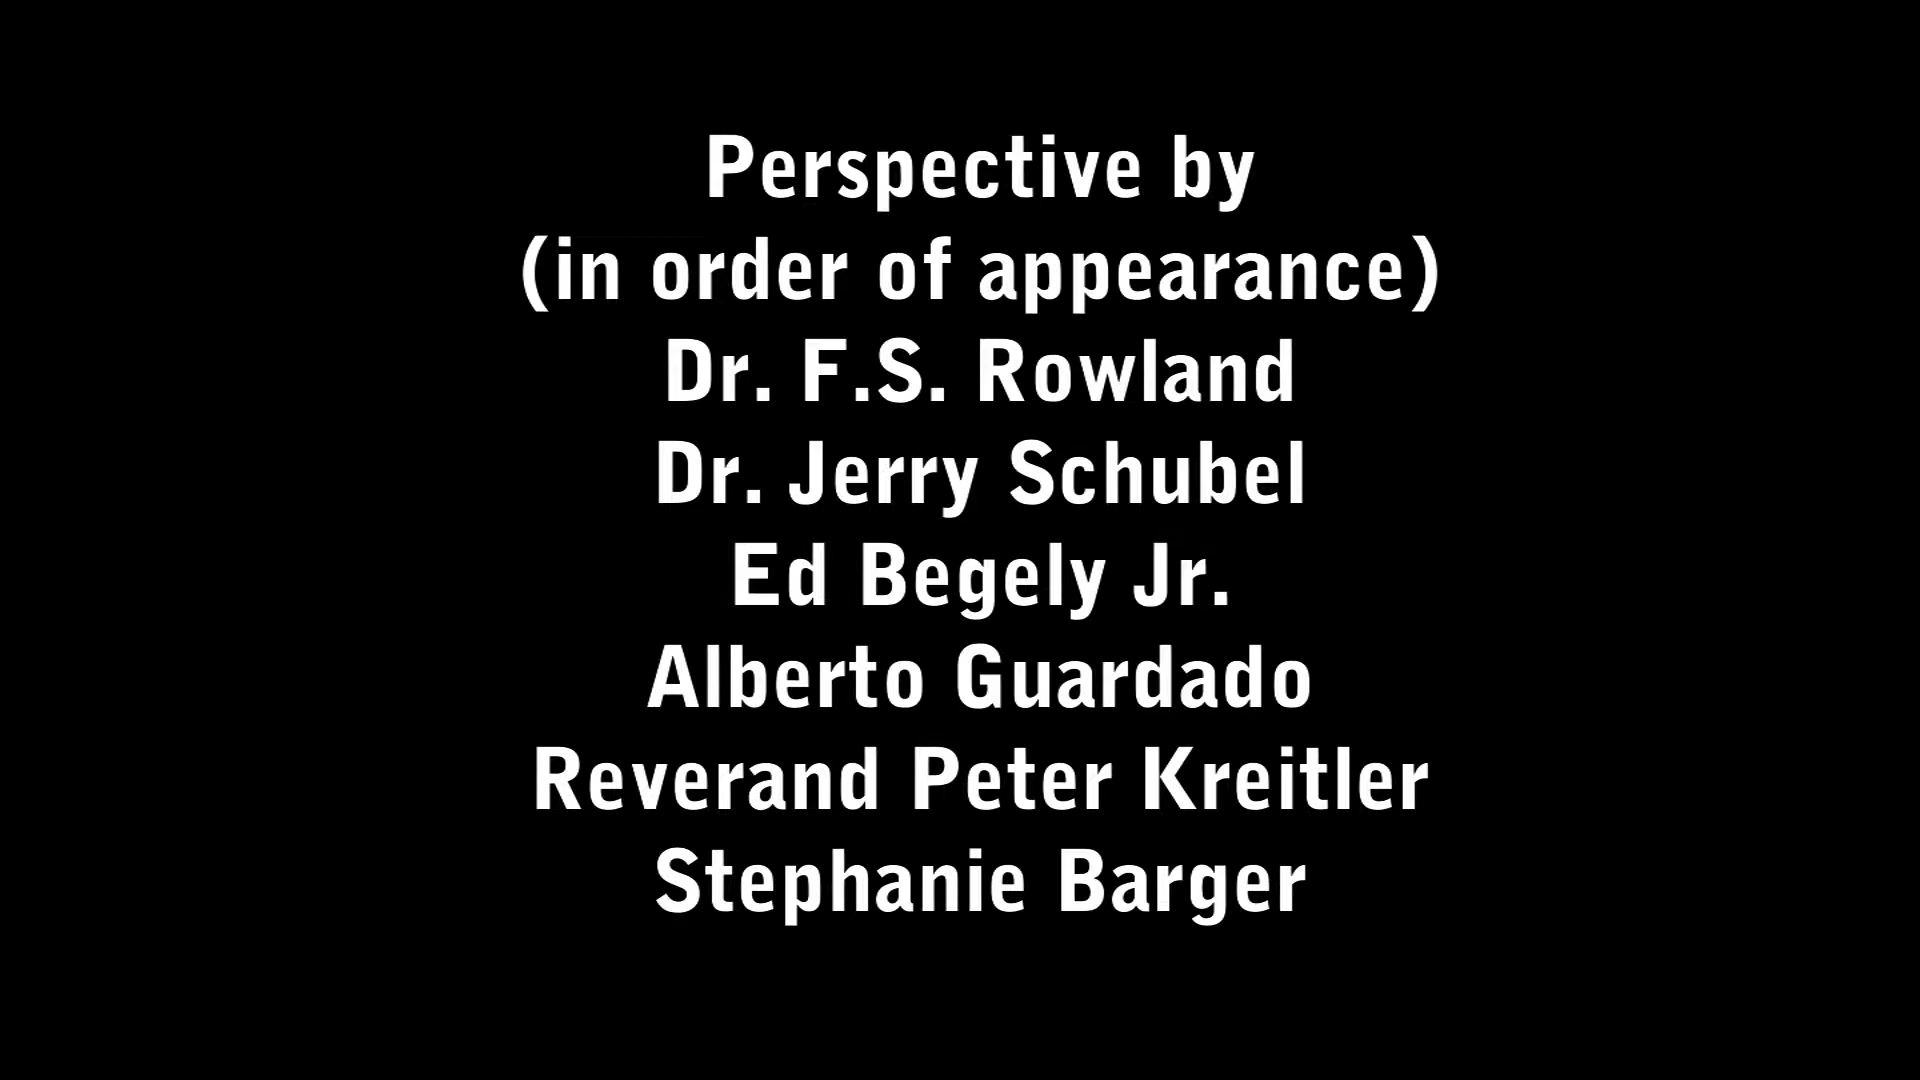 Perspective by
(in order of appearance)
Dr. F.S. Rowland
Dr. Jerry Schubel
Ed Begely Jr.
Alberto Guardado
Reverand Peter Kreitler
Stephanie Barger